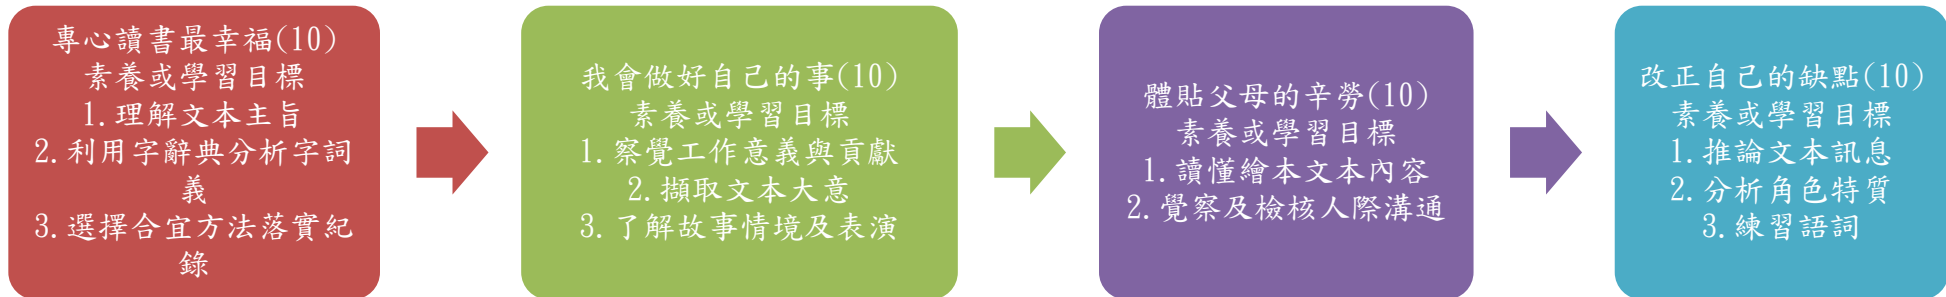 專心讀書最幸福(10)
素養或學習目標
1.理解文本主旨
2.利用字辭典分析字詞
義
3.選擇合宜方法落實紀
錄
我會做好自己的事(10)
素養或學習目標
1.察覺工作意義與貢獻
2.擷取文本大意
3.了解故事情境及表演
體貼父母的辛勞(10)
素養或學習目標
1.讀懂繪本文本內容
2.覺察及檢核人際溝通
改正自己的缺點(10)
素養或學習目標
1.推論文本訊息
2.分析角色特質
3.練習語詞